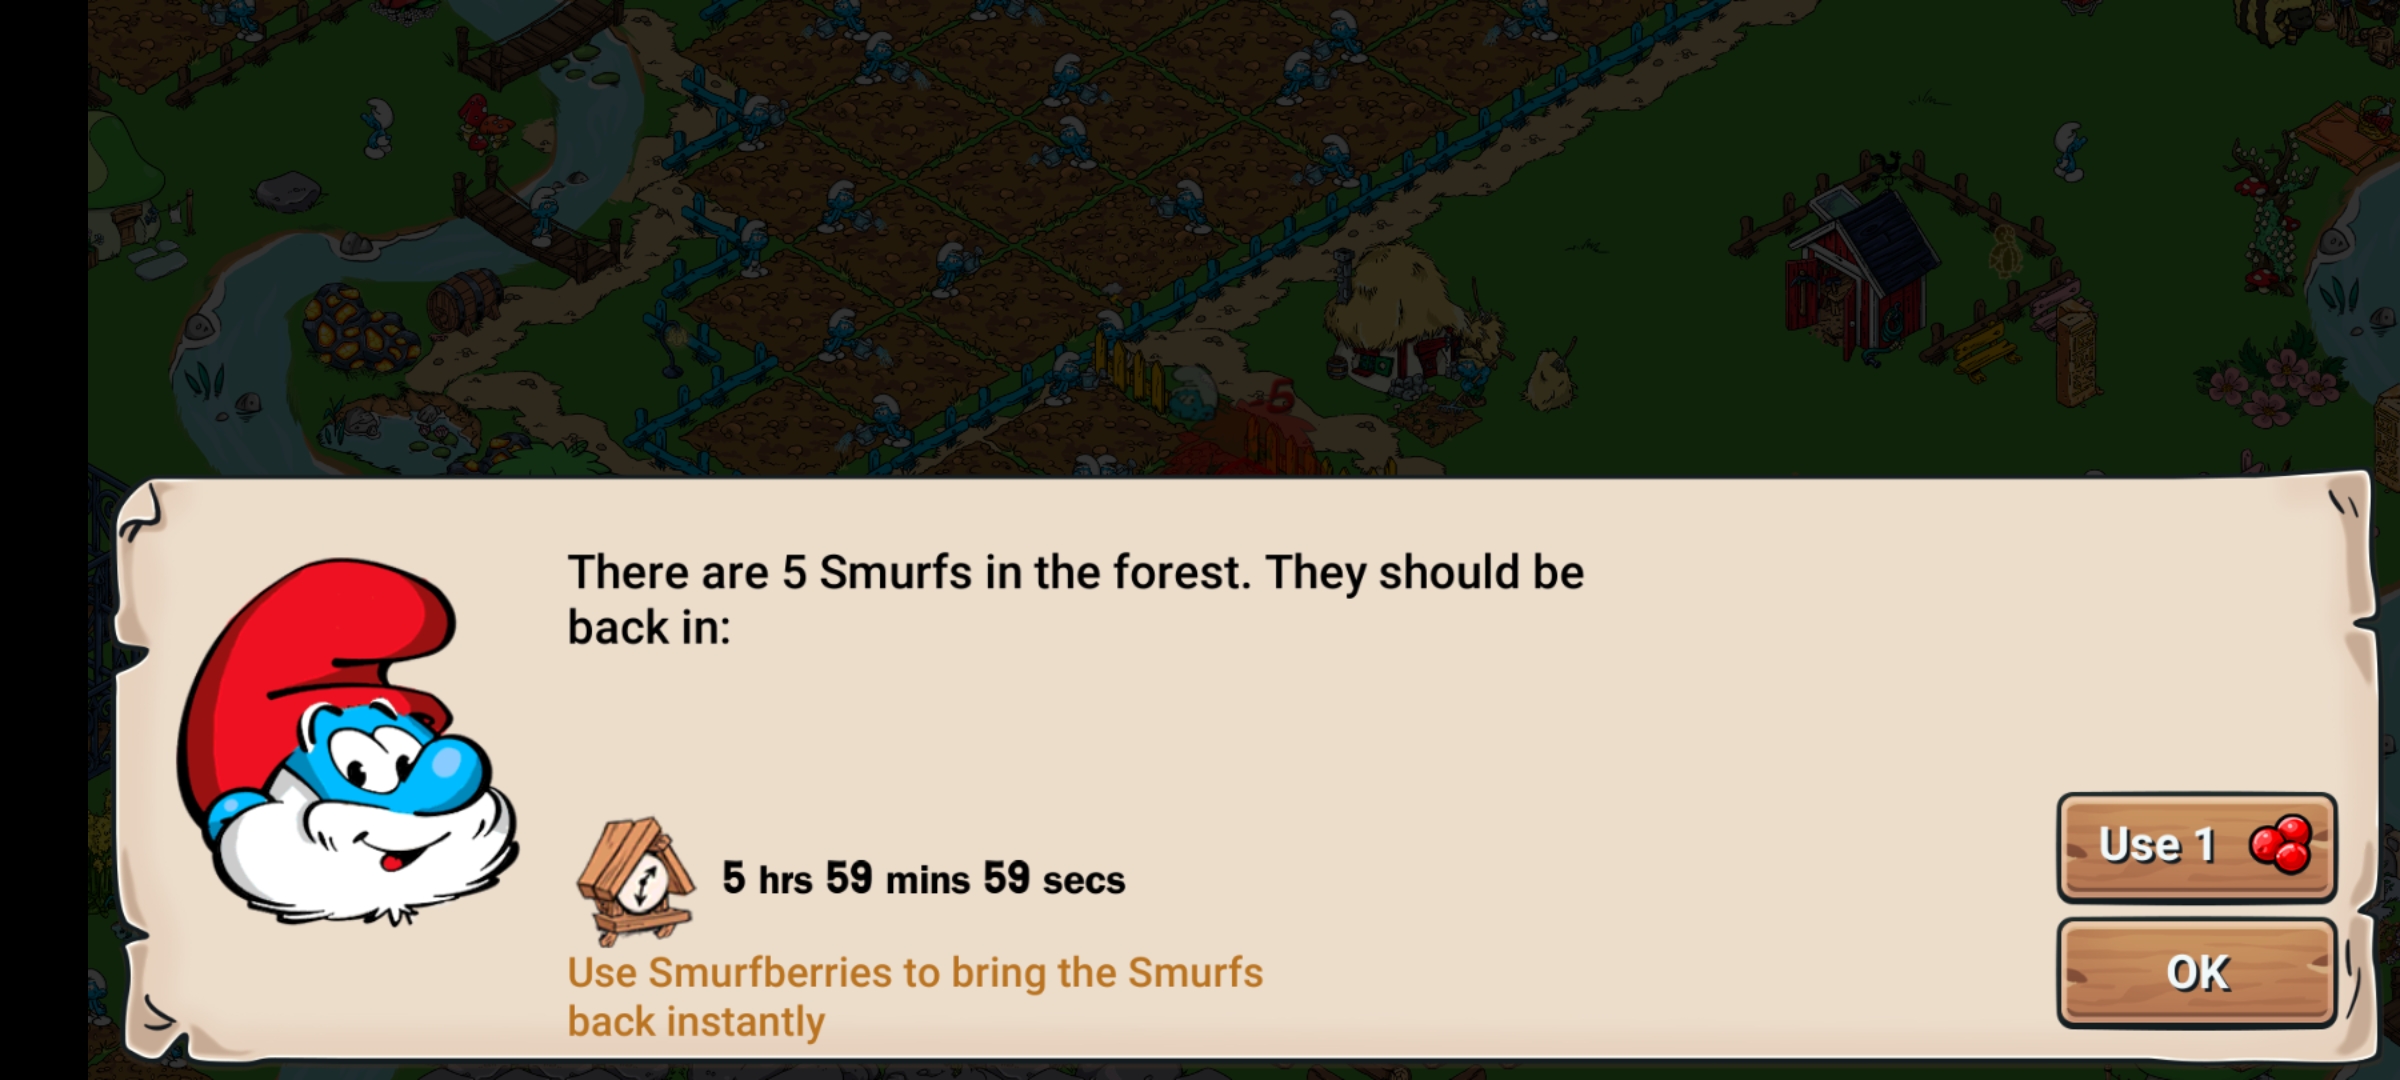 -5
There are 5 Smurfs in the forest. They should be
back in:
5 hrs 59 mins 59 secs
Use Smurfberries to bring the Smurfs
back instantly
Use 1
OK